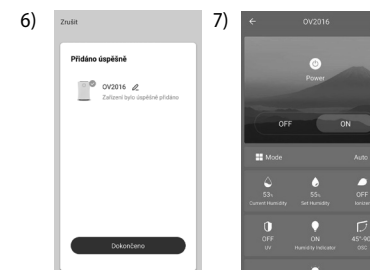 6)
Zrušit
Přidáno úspěšně
OV2016
Zařízení bylo úspěšně přidáno
Dokončeno
7)
OV2016
Power
OFF ON
Mode Auto
53% 55% OFF
Current Humidity Set Humidity Ionizer
OFF ON 45°-90
UV Humidity Indicator OSC